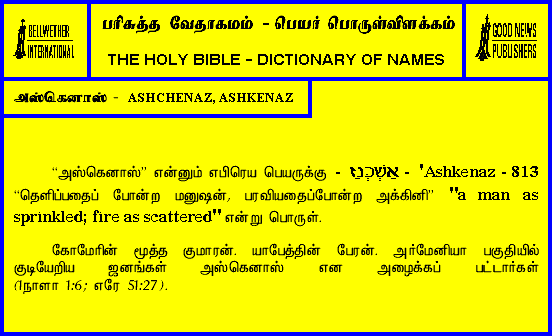 BELLWETHER
INTERNATIONAL
பரிசுத்த வேதாகமம் - பெயர் பொருள்விளக்கம்
THE HOLY BIBLE - DICTIONARY OF NAMES
GOOD NEWS
PUBLISHERS
அஸ்கெனாஸ் - ASHCHENAZ, ASHKENAZ
“அஸ்கெனாஸ்” என்னும் எபிரெய பெயருக்கு - אַשְׁכְּנַז - 'Ashkenaz - 813
“தெளிப்பதைப் போன்ற மனுஷன், பரவியதைப்போன்ற அக்கினி” "a man as
sprinkled; fire as scattered" என்று பொருள்.
கோமேரின் மூத்த குமாரன். யாபேத்தின் பேரன். அர்மேனியா பகுதியில்
குடியேறிய ஜனங்கள் அஸ்கெனாஸ் என அழைக்கப் பட்டார்கள்
(1நாளா 1:6; எரே 51:27).